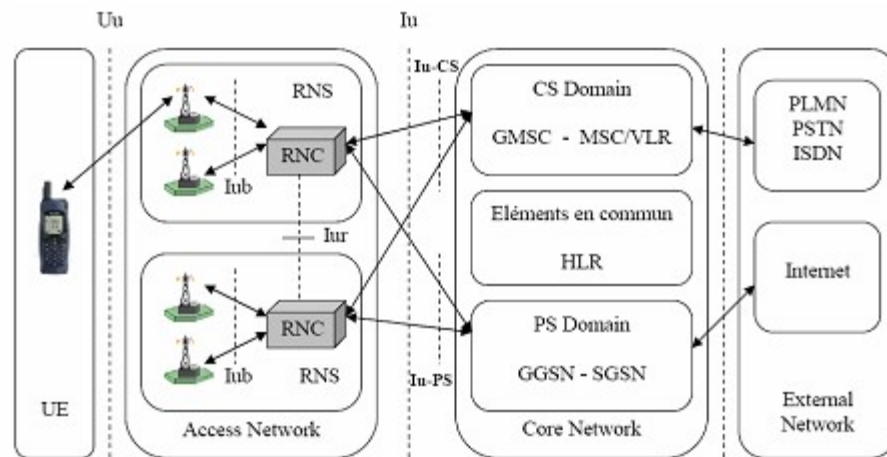 Uu
Iu
Iu-CS
RNS
RNC
Iub
Iur
RNC
Iub
RNS
Iu-PS
UE
Access Network
CS Domain
GMSC - MSC/VLR
Eléments en commun
HLR
PS Domain
GGSN - SGSN
Core Network
PLMN
PSTN
ISDN
Internet
External
Network